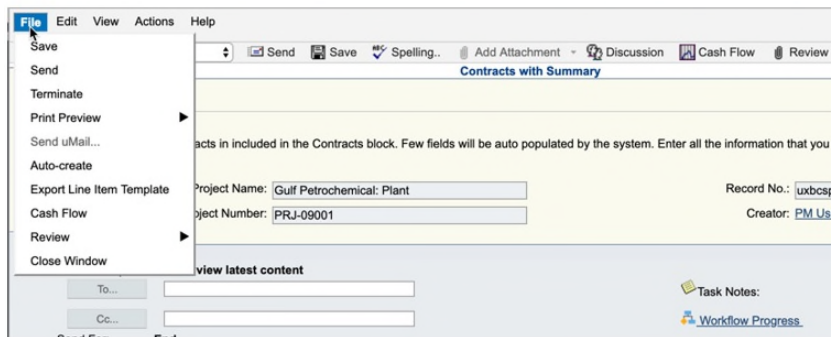 File Edit View Actions Help
Save
Send
Terminate
Print Preview
Send uMail...
Auto-create
Export Line Item Template
Cash Flow
Review
Close Window
Send Save ABC Spelling.. Add Attachment Discussion Cash Flow Review
Contracts with Summary
acts in included in the Contracts block. Few fields will be auto populated by the system. Enter all the information that you
Project Name: Gulf Petrochemical: Plant Record No.: uxbcsp
oject Number: PRJ-09001 Creator: PM Us
view latest content
To... Task Notes:
Cc... Workflow Progress